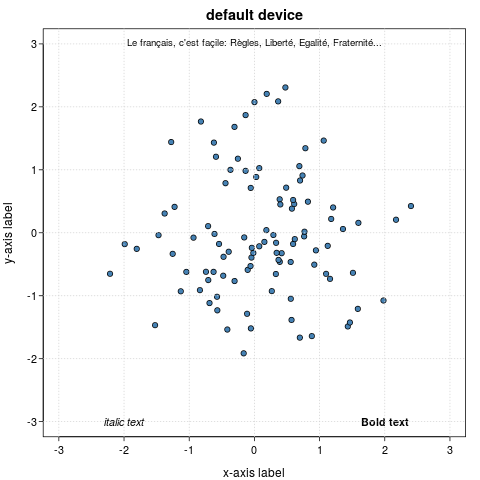 default device
Le français, c'est façile: Règles, Liberté, Egalité, Fraternité...
3
2
1
0
-1
-2
-3
y-axis label
italic text
Bold text
-3 -2 -1 0 1 2 3
x-axis label